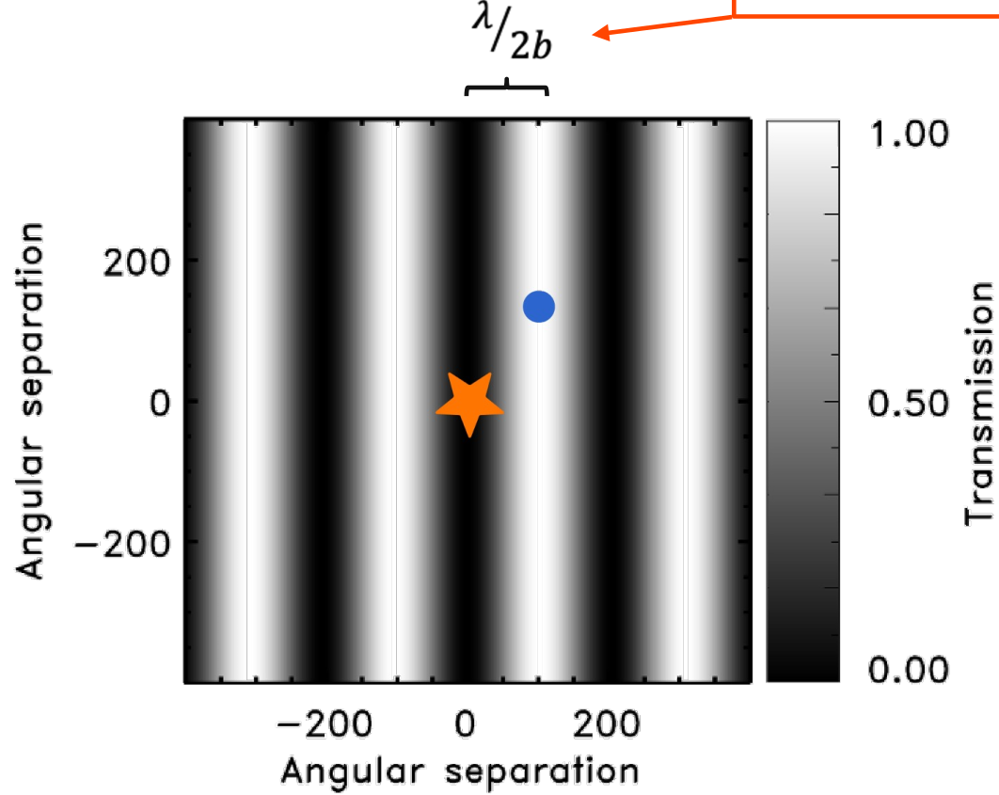 λ/2b
1.00
200
0
0.50
−200
0.00
Angular separation
Transmission
−200 0 200
Angular separation